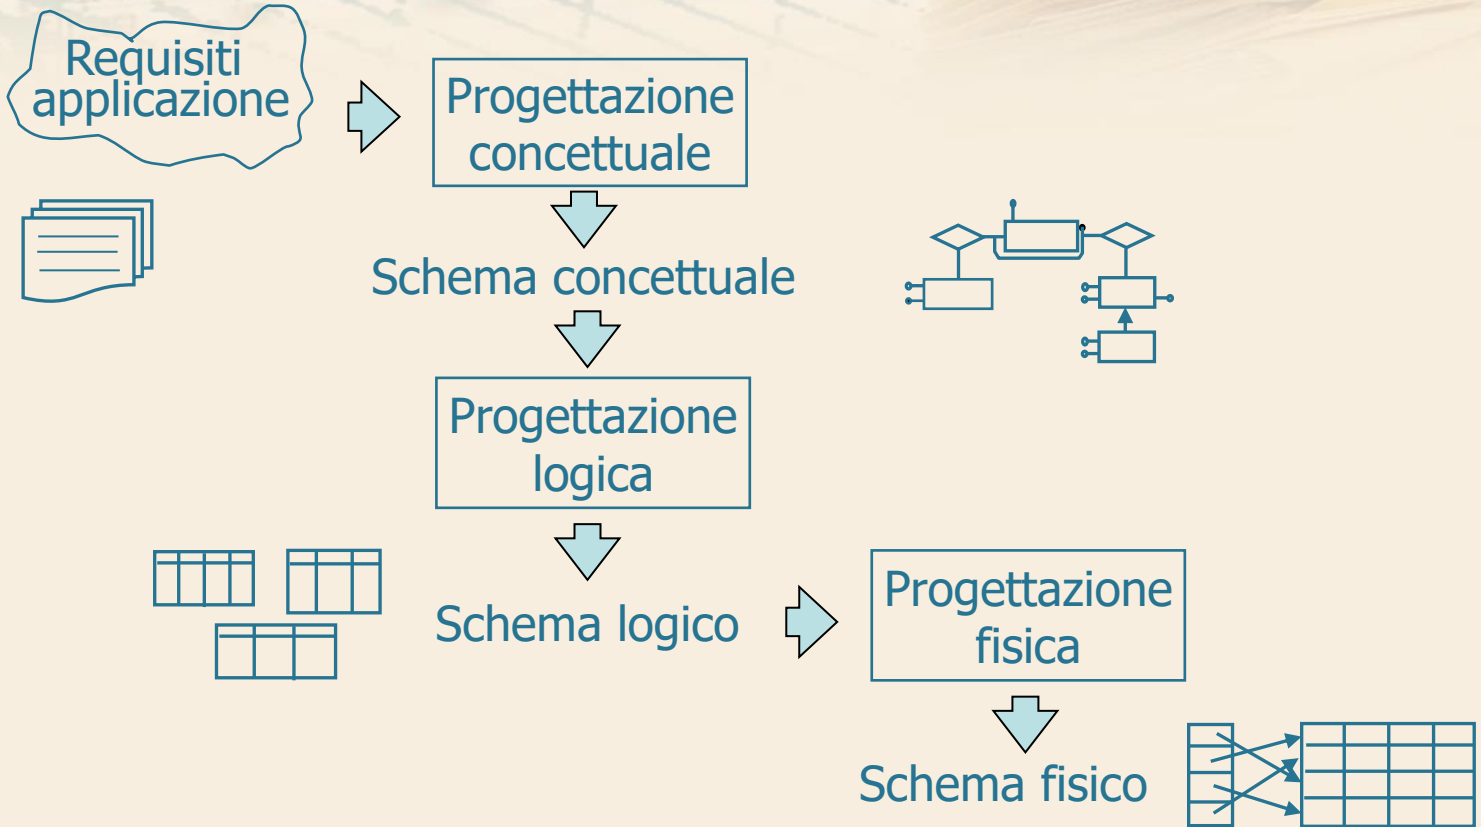 Requisiti
applicazione
Progettazione
concettuale
Schema concettuale
Progettazione
logica
Schema logico
Progettazione
fisica
Schema fisico